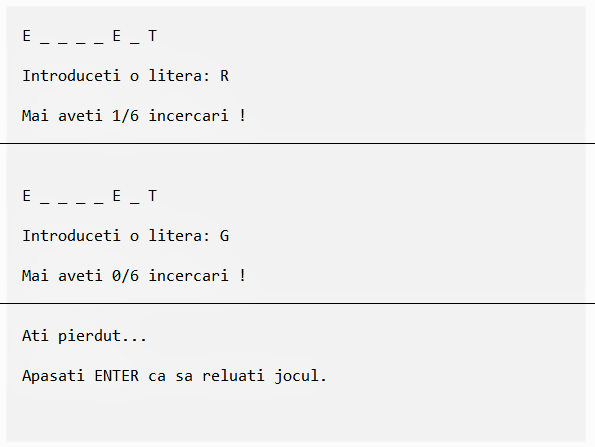 E _ _ _ _ E _ T
Introduceti o litera: R
Mai aveti 1/6 incercari !
E _ _ _ _ E _ T
Introduceti o litera: G
Mai aveti 0/6 incercari !
Ati pierdut...
Apasati ENTER ca sa reluati jocul.